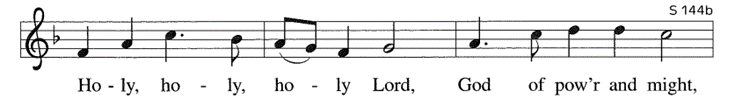 S 144b
Ho - ly, ho - ly, ho - ly Lord, God of pow'r and might,